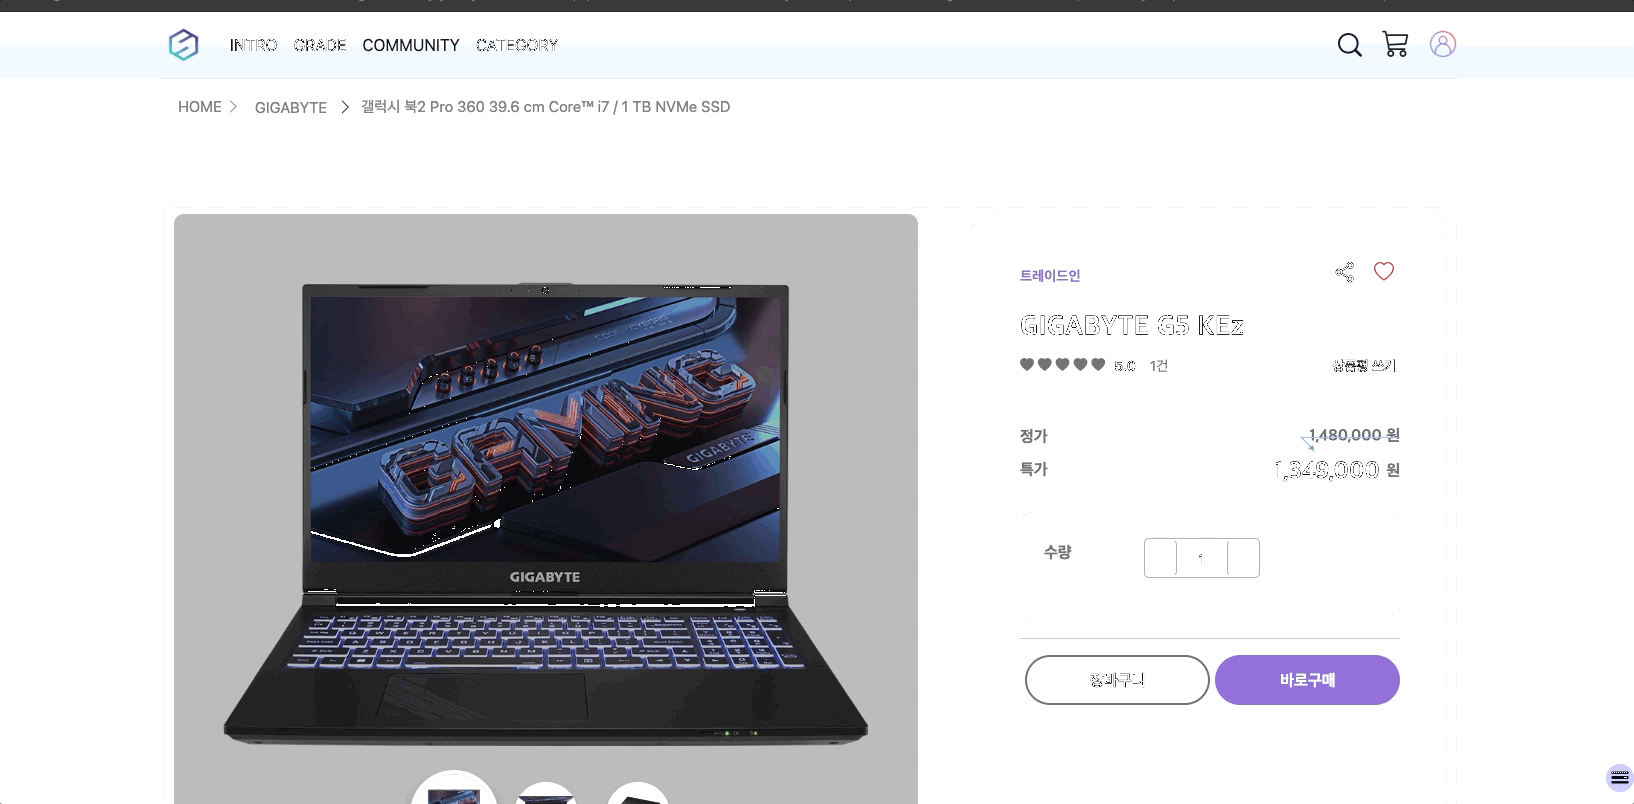 INTRO GRADE COMMUNITY CATEGORY
HOME > GIGABYTE > 갤럭시 북2 Pro 360 39.6 cm Core™ i7 / 1 TB NVMe SSD
트레이드인
GIGABYTE G5 KEz
5.0 1건 상품평 쓰기
정가 1,480,000 원
특가 1,349,000 원
수량 1
장바구니 바로구매
GAMING
GIGABYTE
GIGABYTE